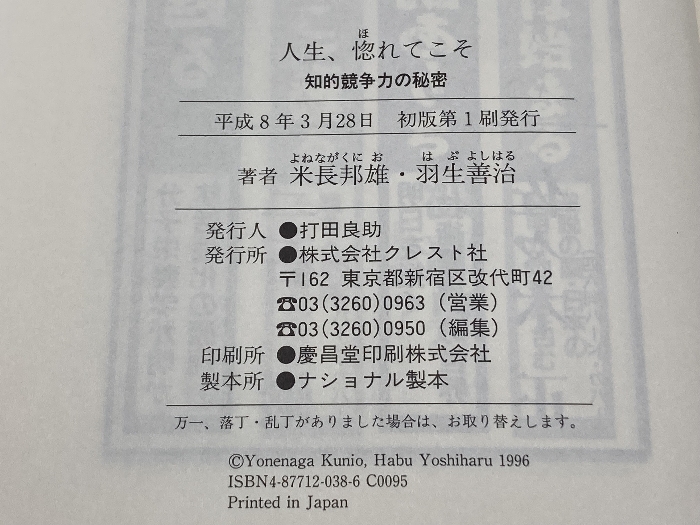 人生、惚れてこそ
知的競争力の秘密
平成8年3月28日 初版第1刷発行
著者 米長邦雄・羽生善治
発行人 ●打田良助
発行所 ●株式会社クレスト社
〒162 東京都新宿区改代町42
☎03(3260)0963(営業)
☎03(3260)0950(編集)
印刷所 ●慶昌堂印刷株式会社
製本所 ●ナショナル製本
万一、落丁・乱丁がありました場合は、お取り替えします。
©Yonenaga Kunio, Habu Yoshiharu 1996
ISBN4-87712-038-6 C0095
Printed in Japan